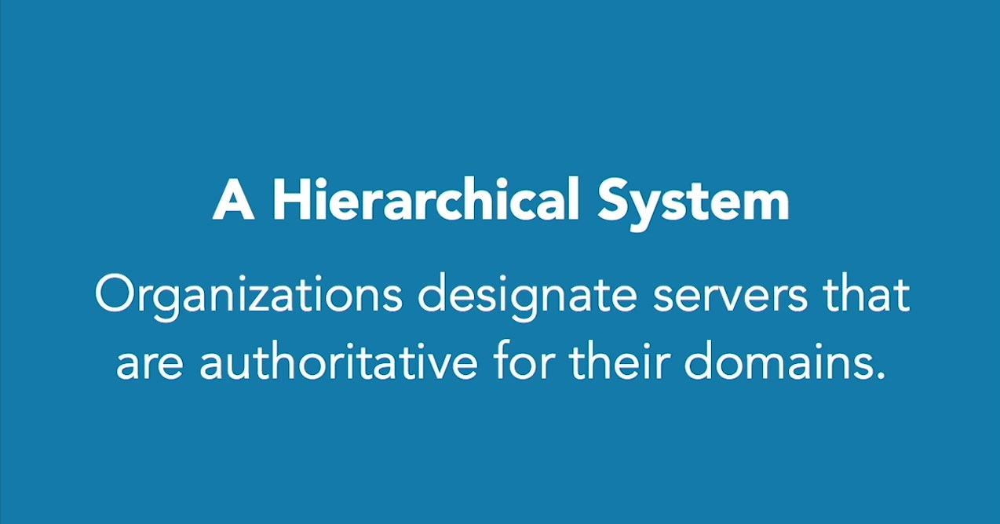 A Hierarchical System
Organizations designate servers that
are authoritative for their domains.